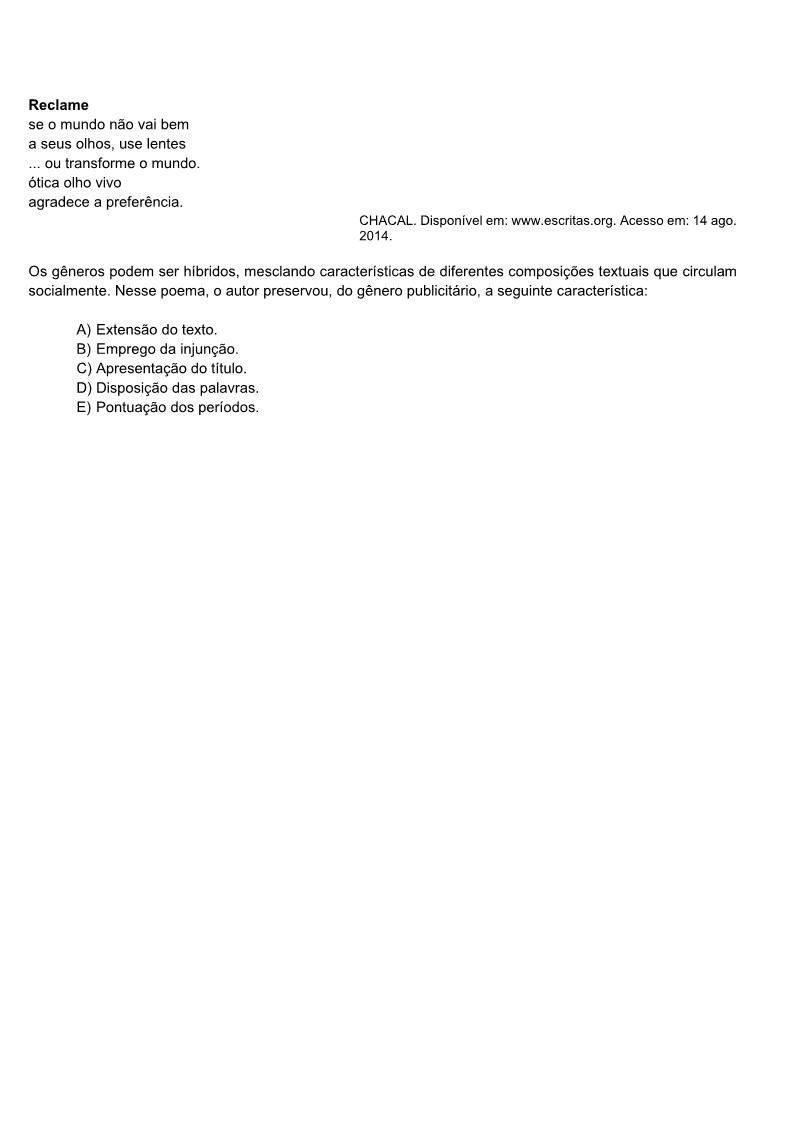 Reclame
se o mundo não vai bem
a seus olhos, use lentes
... ou transforme o mundo.
ótica olho vivo
agradece a preferência.
CHACAL. Disponível em: www.escritas.org. Acesso em: 14 ago.
2014.
Os gêneros podem ser híbridos, mesclando características de diferentes composições textuais que circulam
socialmente. Nesse poema, o autor preservou, do gênero publicitário, a seguinte característica:
A) Extensão do texto.
B) Emprego da injunção.
C) Apresentação do título.
D) Disposição das palavras.
E) Pontuação dos períodos.